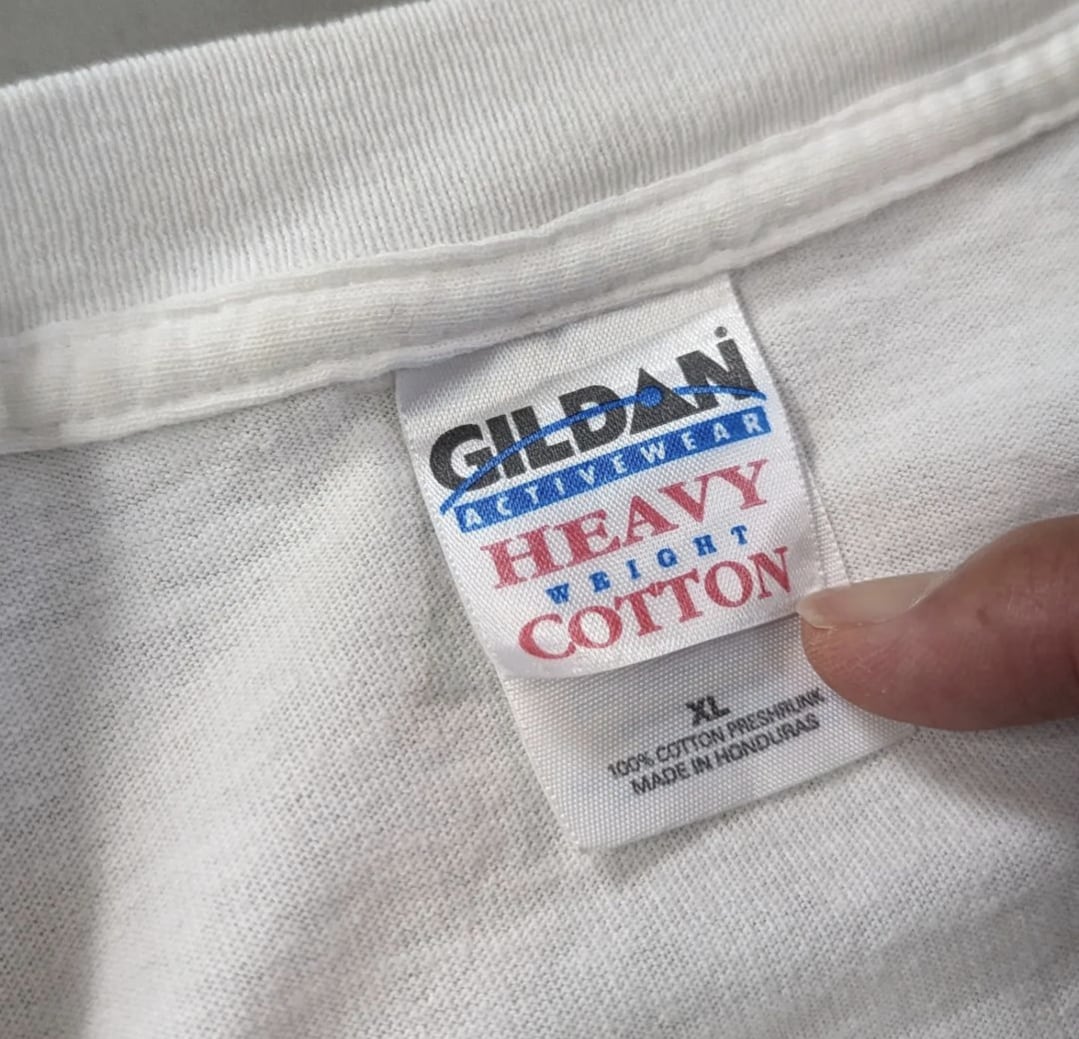 GILDAN
ACTIVEWEAR
HEAVY
WEIGHT
COTTON
XL
100% COTTON PRESHRUNK
MADE IN HONDURAS